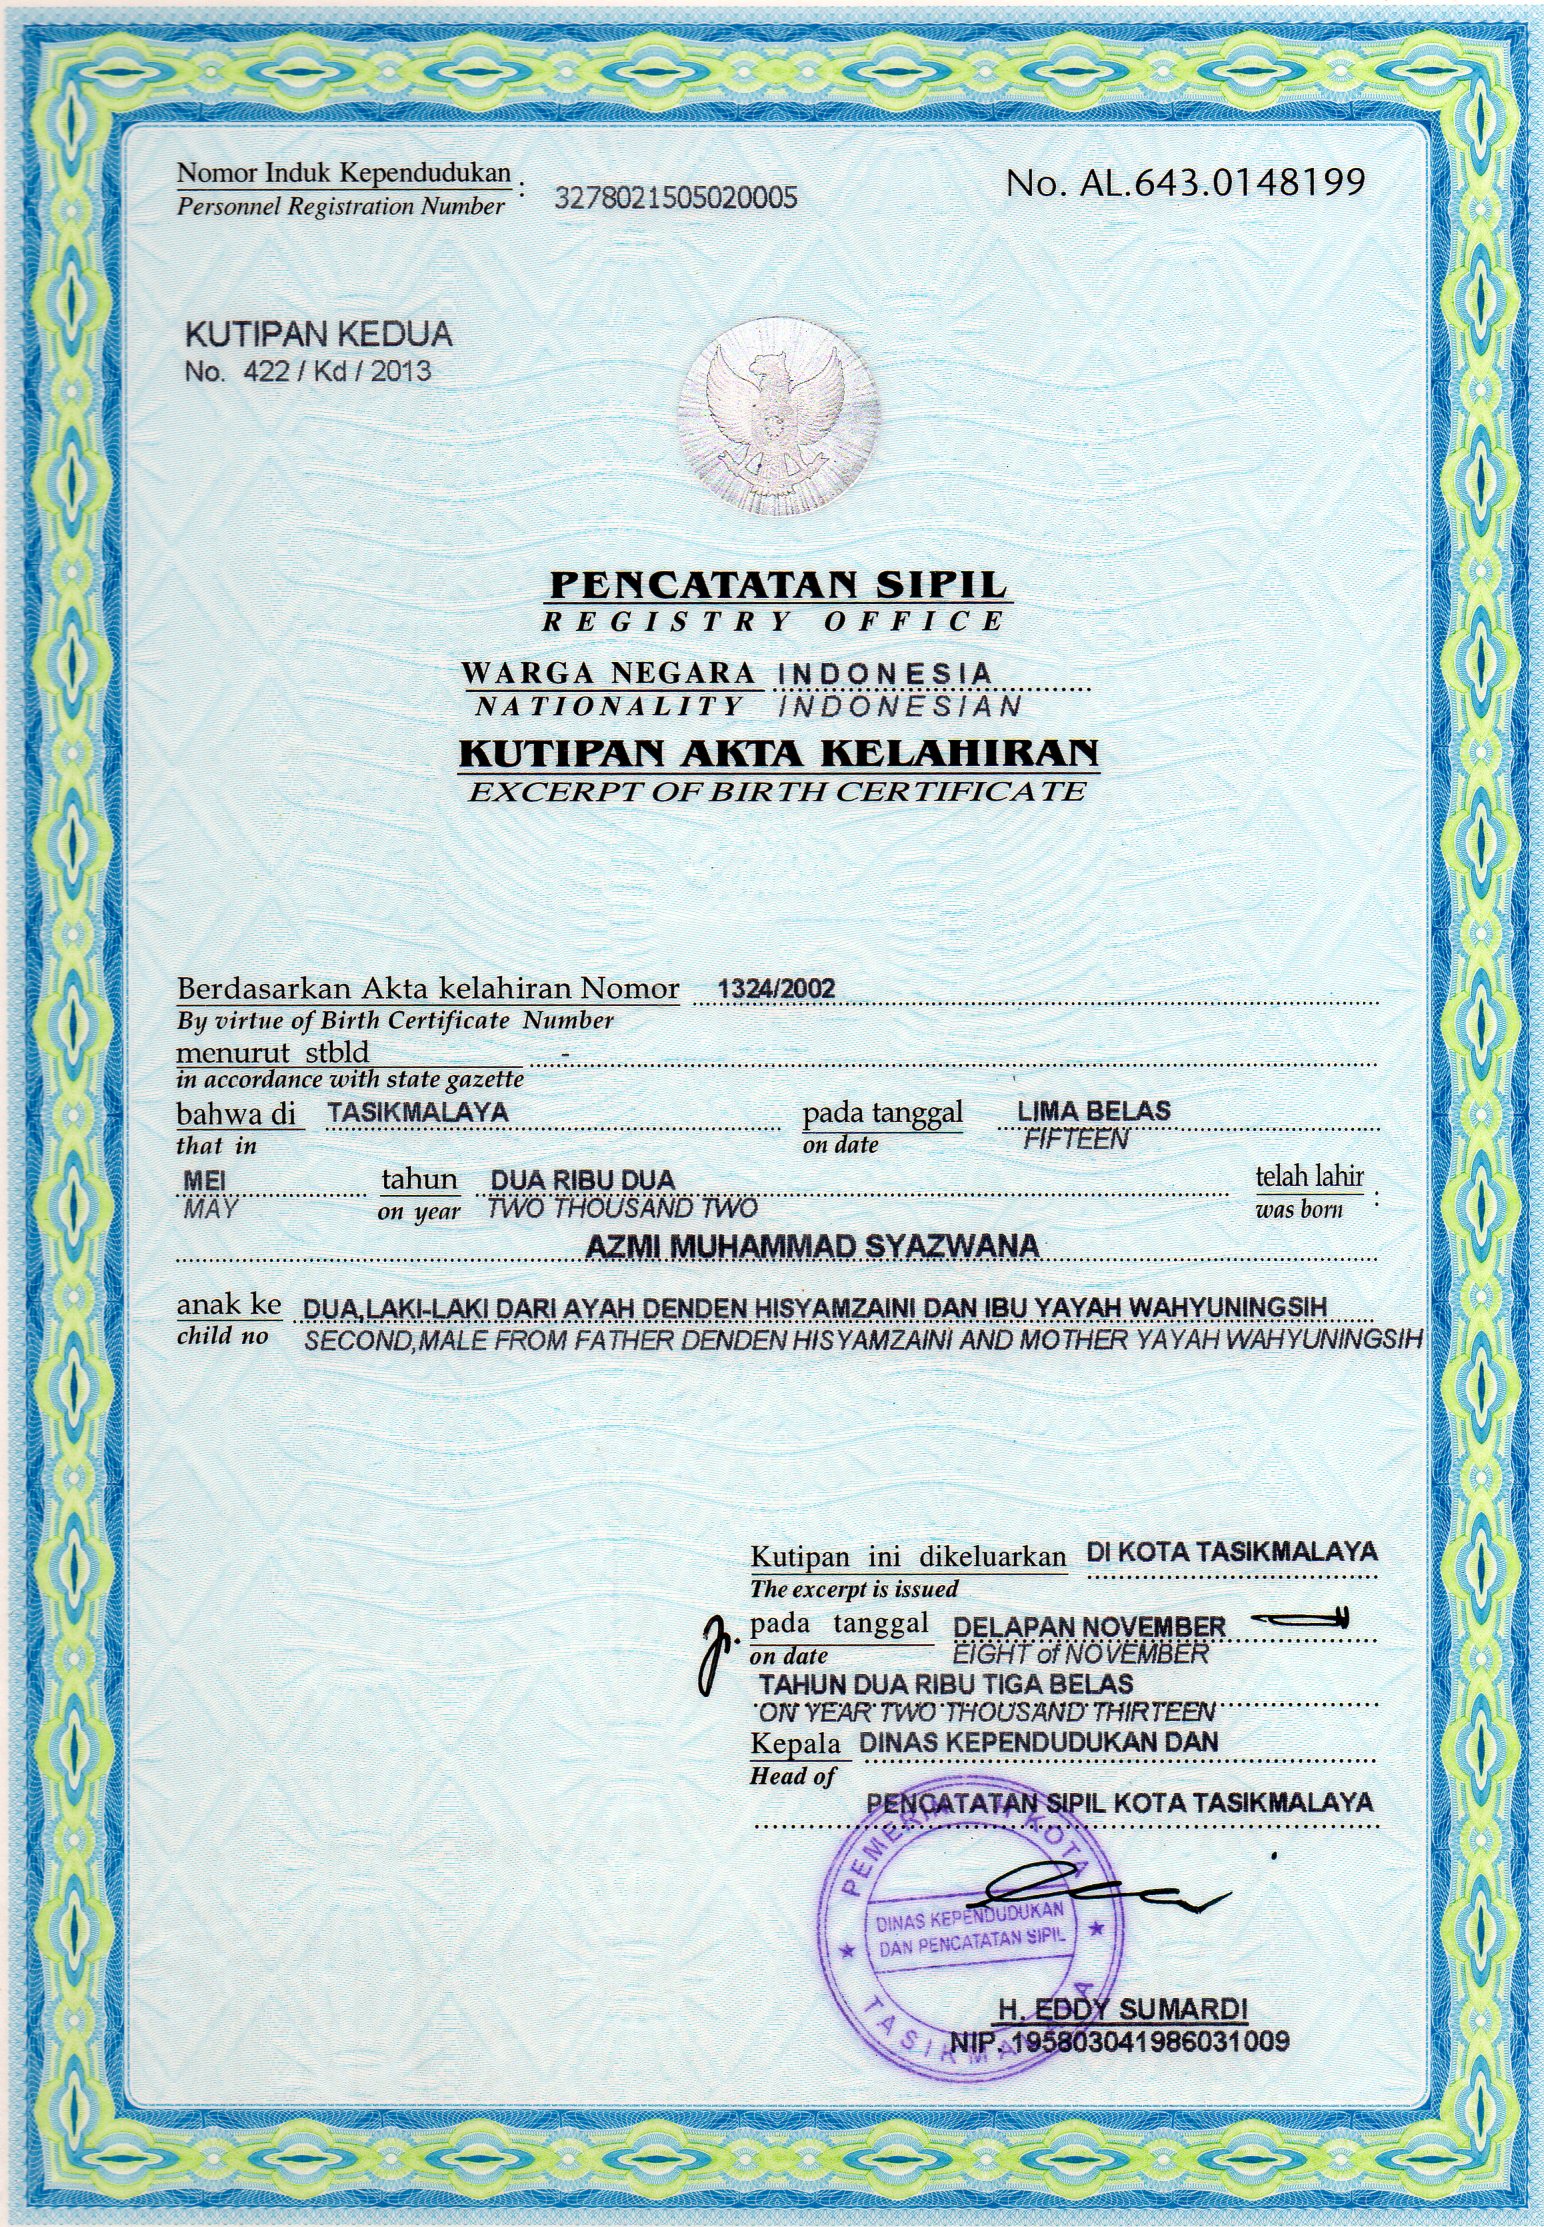 Nomor Induk Kependudukan : 3278021505020005
Personnel Registration Number
No. AL.643.0148199
KUTIPAN KEDUA
No. 422 / Kd / 2013
PENCATATAN SIPIL
REGISTRY OFFICE
WARGA NEGARA INDONESIA
NATIONALITY INDONESIAN
KUTIPAN AKTA KELAHIRAN
EXCERPT OF BIRTH CERTIFICATE
Berdasarkan Akta kelahiran Nomor 1324/2002
By virtue of Birth Certificate Number
menurut stbld -
in accordance with state gazette
bahwa di TASIKMALAYA pada tanggal LIMA BELAS
that in on date FIFTEEN
MEI tahun DUA RIBU DUA telah lahir :
MAY on year TWO THOUSAND TWO was born
AZMI MUHAMMAD SYAZWANA
anak ke DUA,LAKI-LAKI DARI AYAH DENDEN HISYAMZAINI DAN IBU YAYAH WAHYUNINGSIH
child no SECOND,MALE FROM FATHER DENDEN HISYAMZAINI AND MOTHER YAYAH WAHYUNINGSIH
Kutipan ini dikeluarkan DI KOTA TASIKMALAYA
The excerpt is issued
pada tanggal DELAPAN NOVEMBER
on date EIGHT of NOVEMBER
TAHUN DUA RIBU TIGA BELAS
ON YEAR TWO THOUSAND THIRTEEN
Kepala DINAS KEPENDUDUKAN DAN
Head of
PENCATATAN SIPIL KOTA TASIKMALAYA
KOTA
DINAS KEPENDUDUKAN
DAN PENCATATAN SIPIL
H. EDDY SUMARDI
NIP. 195803041986031009